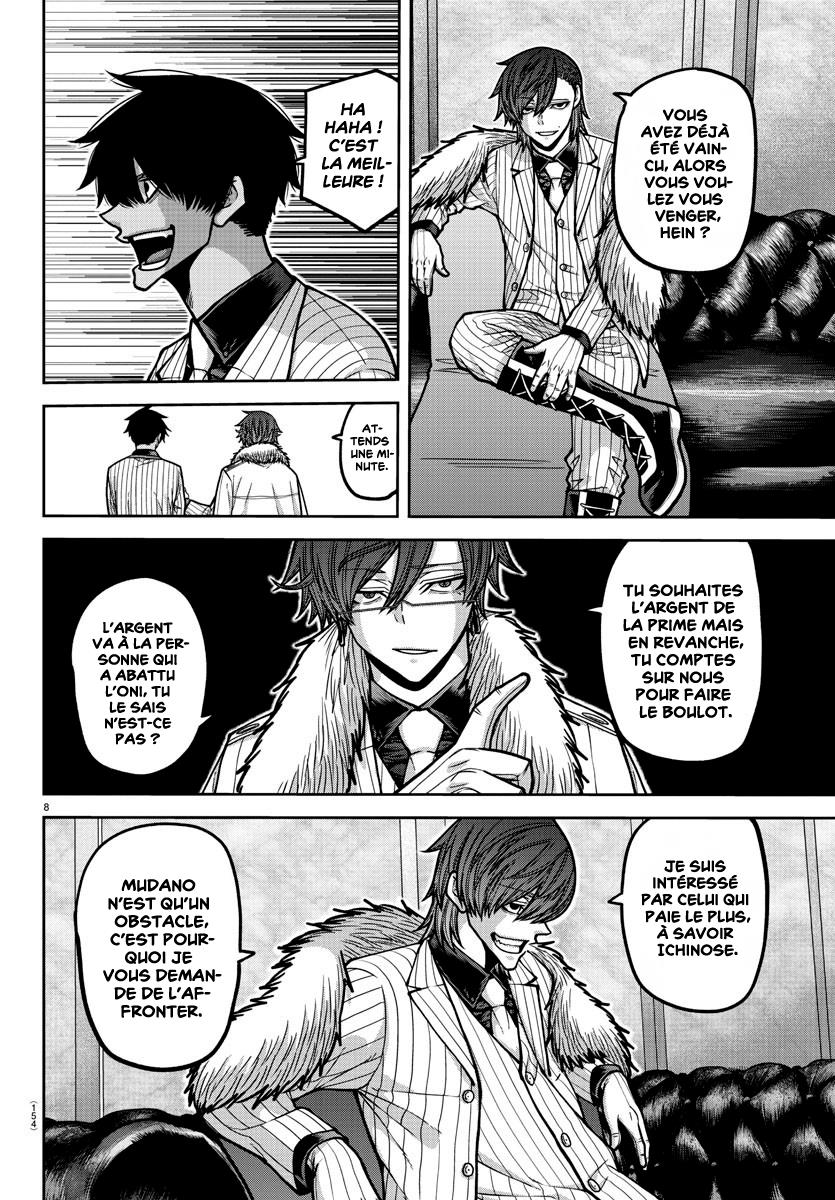 VOUS
AVEZ DÉJÀ
ÉTÉ VAIN-
CU, ALORS
VOUS VOU-
LEZ VOUS
VENGER,
HEIN ?
HA
HAHA !
C'EST
LA MEIL-
LEURE !
AT-
TENDS
UNE MI-
NUTE.
TU SOUHAITES
L'ARGENT DE
LA PRIME MAIS
EN REVANCHE,
TU COMPTES
SUR NOUS
POUR FAIRE
LE BOULOT.
L'ARGENT
VA À LA PER-
SONNE QUI
A ABATTU
L'ONI, TU
LE SAIS
N'EST-CE
PAS ?
8
JE SUIS
INTÉRESSÉ
PAR CELUI QUI
PAIE LE PLUS,
À SAVOIR
ICHINOSE.
MUDANO
N'EST QU'UN
OBSTACLE,
C'EST POUR-
QUOI JE
VOUS DEMAN-
DE DE L'AF-
FRONTER.
(154)